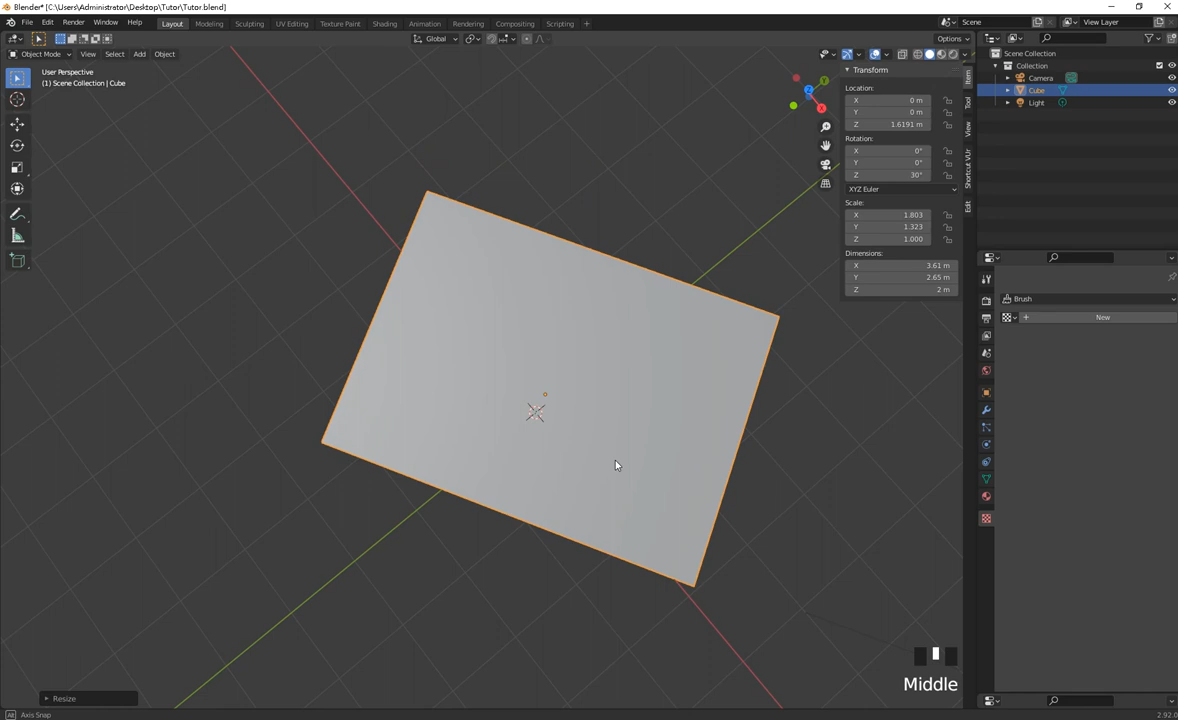 Blender* [C:\Users\Administrator\Desktop\Tutor\Tutor.blend]
File Edit Render Window Help Layout Modeling Sculpting UV Editing Texture Paint Shading Animation Rendering Compositing Scripting + Scene View Layer
Global Options
Object Mode View Select Add Object
User Perspective
(1) Scene Collection | Cube
Transform
Location:
X 0 m
Y 0 m
Z 1.6191 m
Rotation:
X 0°
Y 0°
Z 30°
XYZ Euler
Scale:
X 1.803
Y 1.323
Z 1.000
Dimensions:
X 3.61 m
Y 2.65 m
Z 2 m
Item
Tool
View
Shortcut VUr
Edit
Z
Y
X
Scene Collection
Collection
Camera
Cube
Light
Brush
+ New
Middle
Resize
Alt Axis Snap
2.92.0